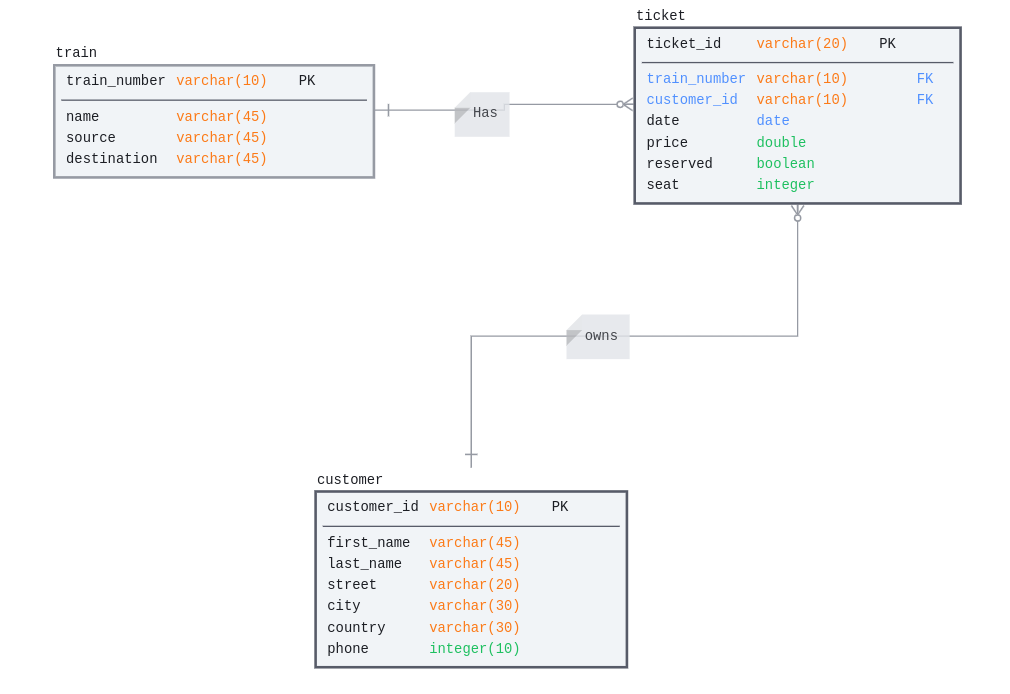 train
train_number varchar(10) PK
name varchar(45)
source varchar(45)
destination varchar(45)
Has
ticket
ticket_id varchar(20) PK
train_number varchar(10) FK
customer_id varchar(10) FK
date date
price double
reserved boolean
seat integer
owns
customer
customer_id varchar(10) PK
first_name varchar(45)
last_name varchar(45)
street varchar(20)
city varchar(30)
country varchar(30)
phone integer(10)